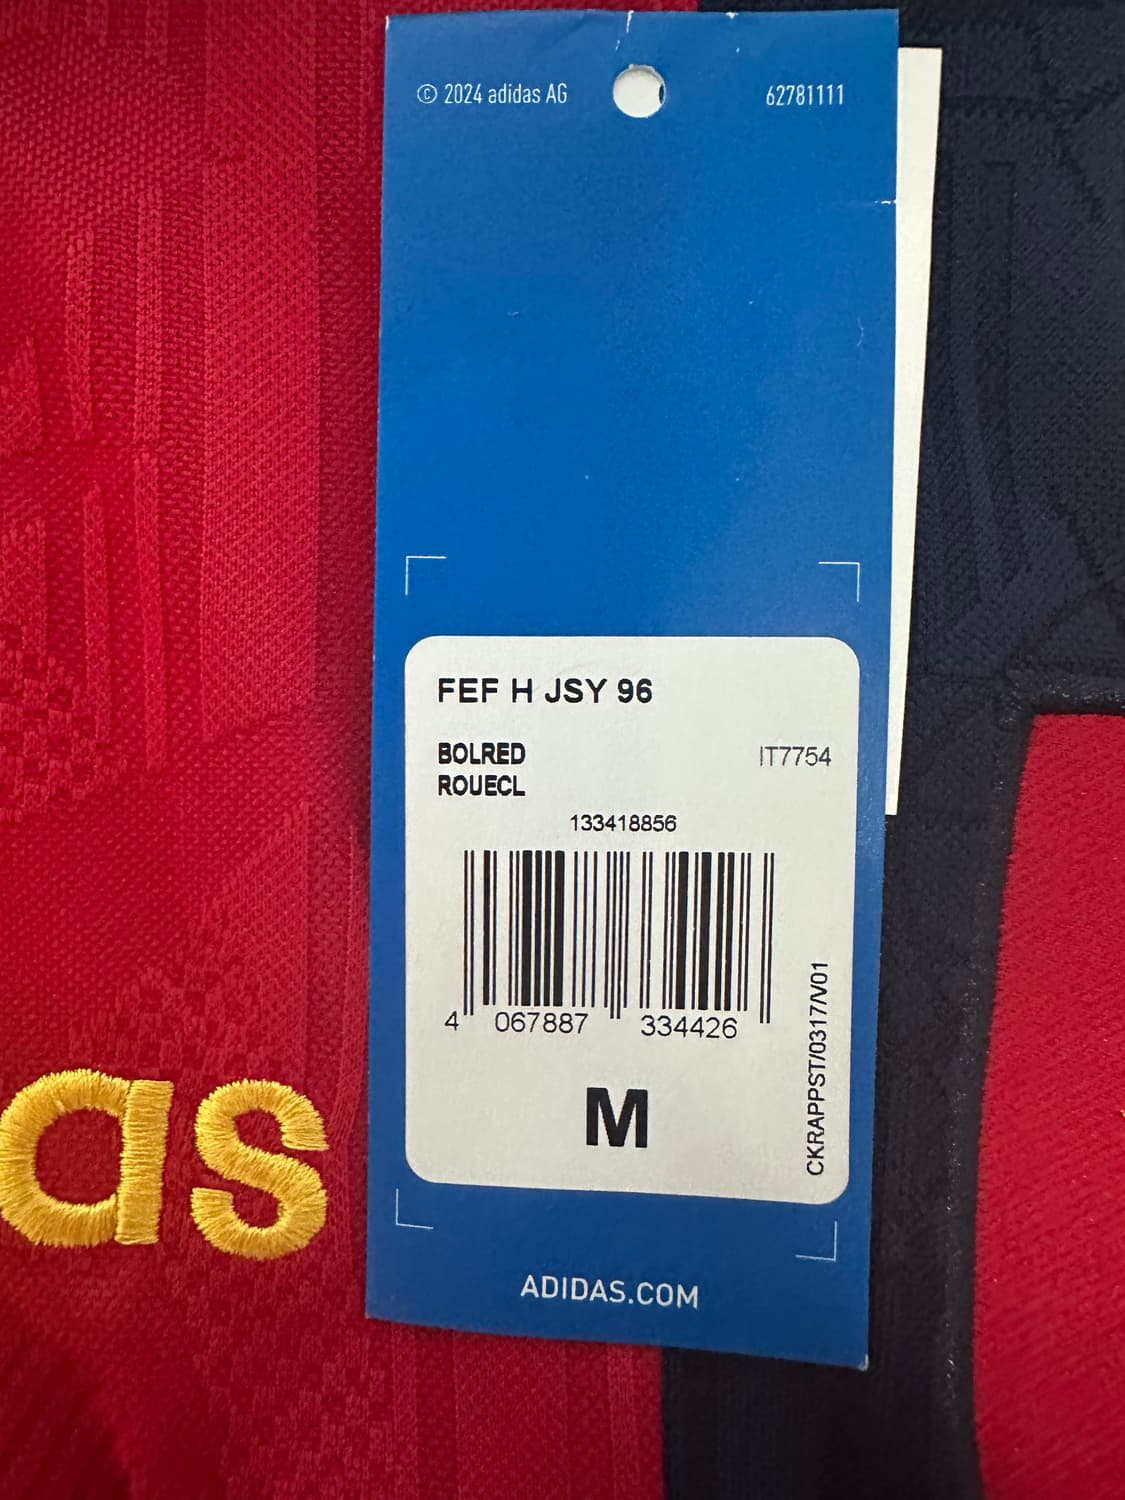 © 2024 adidas AG 62781111
FEF H JSY 96
BOLRED IT7754
ROUECL
133418856
4 067887 334426
CKRAPPST/0317/V01
M
ADIDAS.COM
as